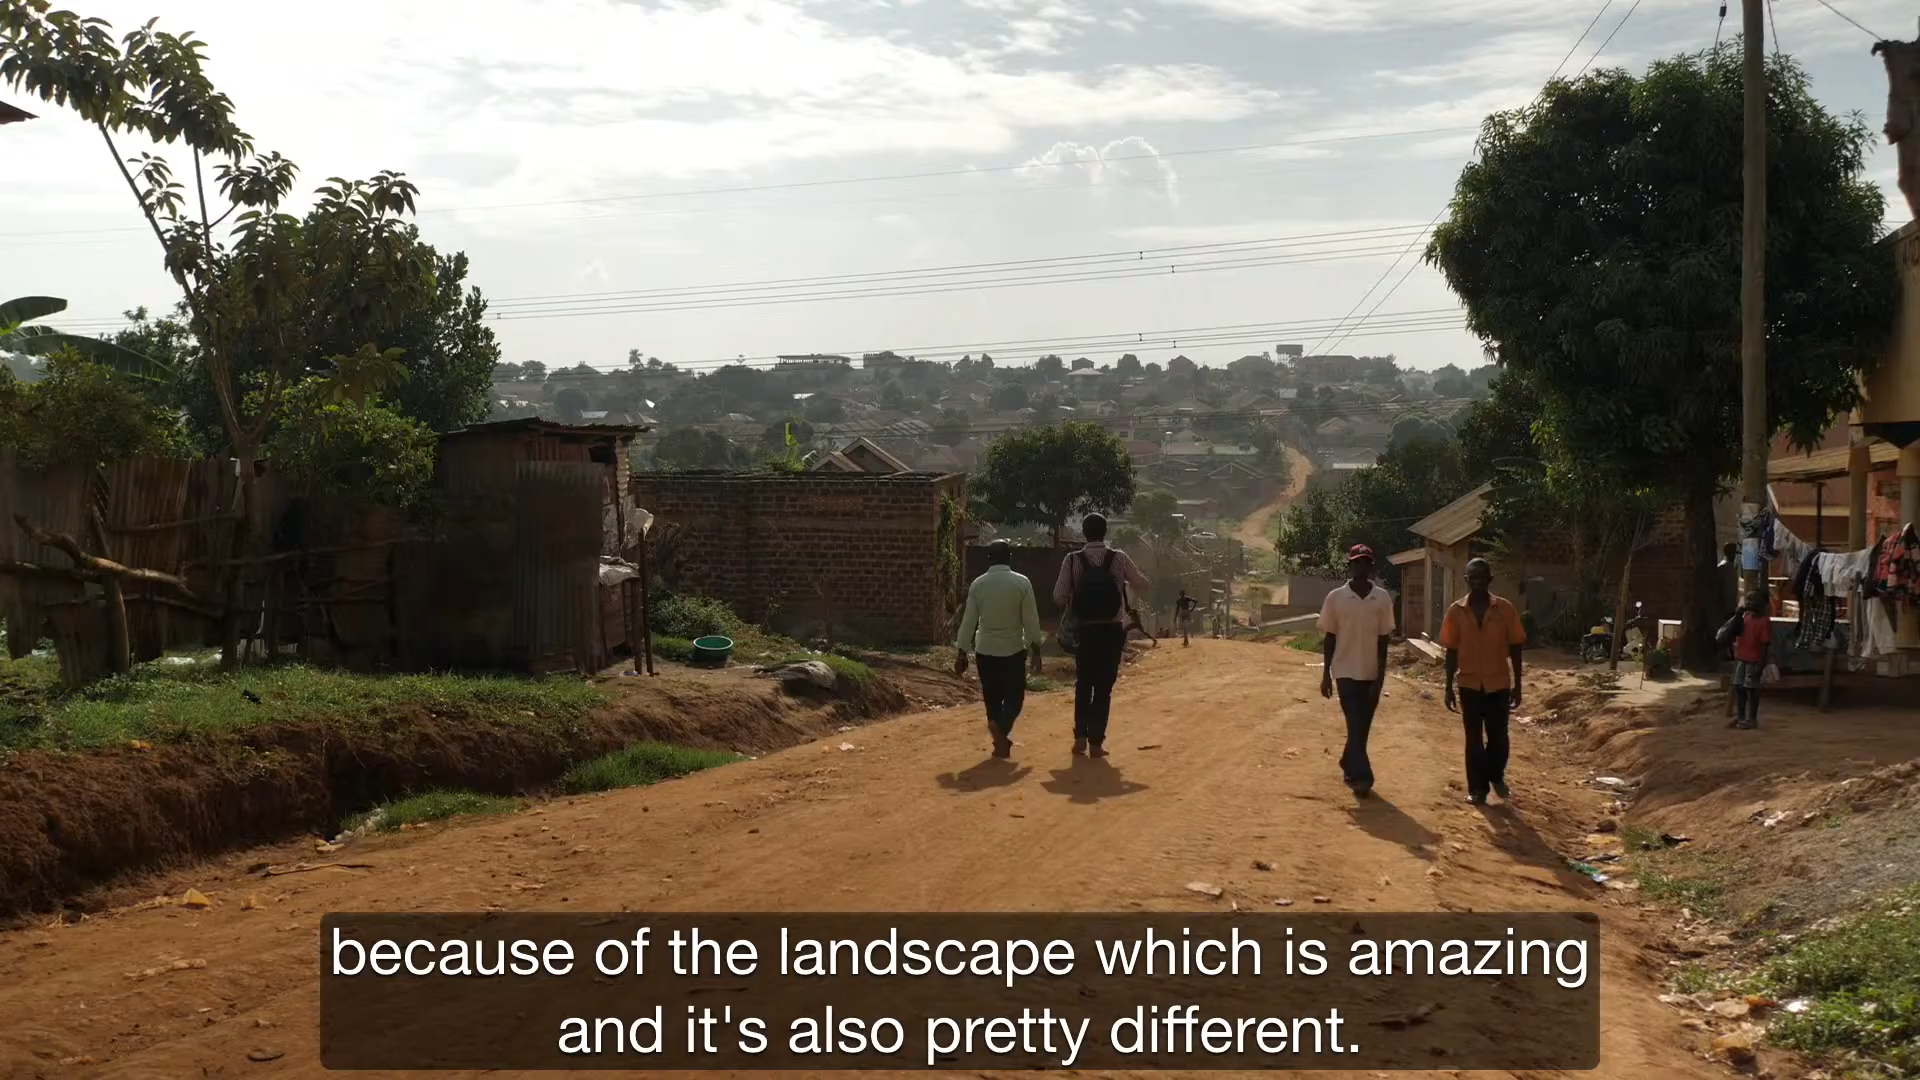 because of the landscape which is amazing
and it's also pretty different.